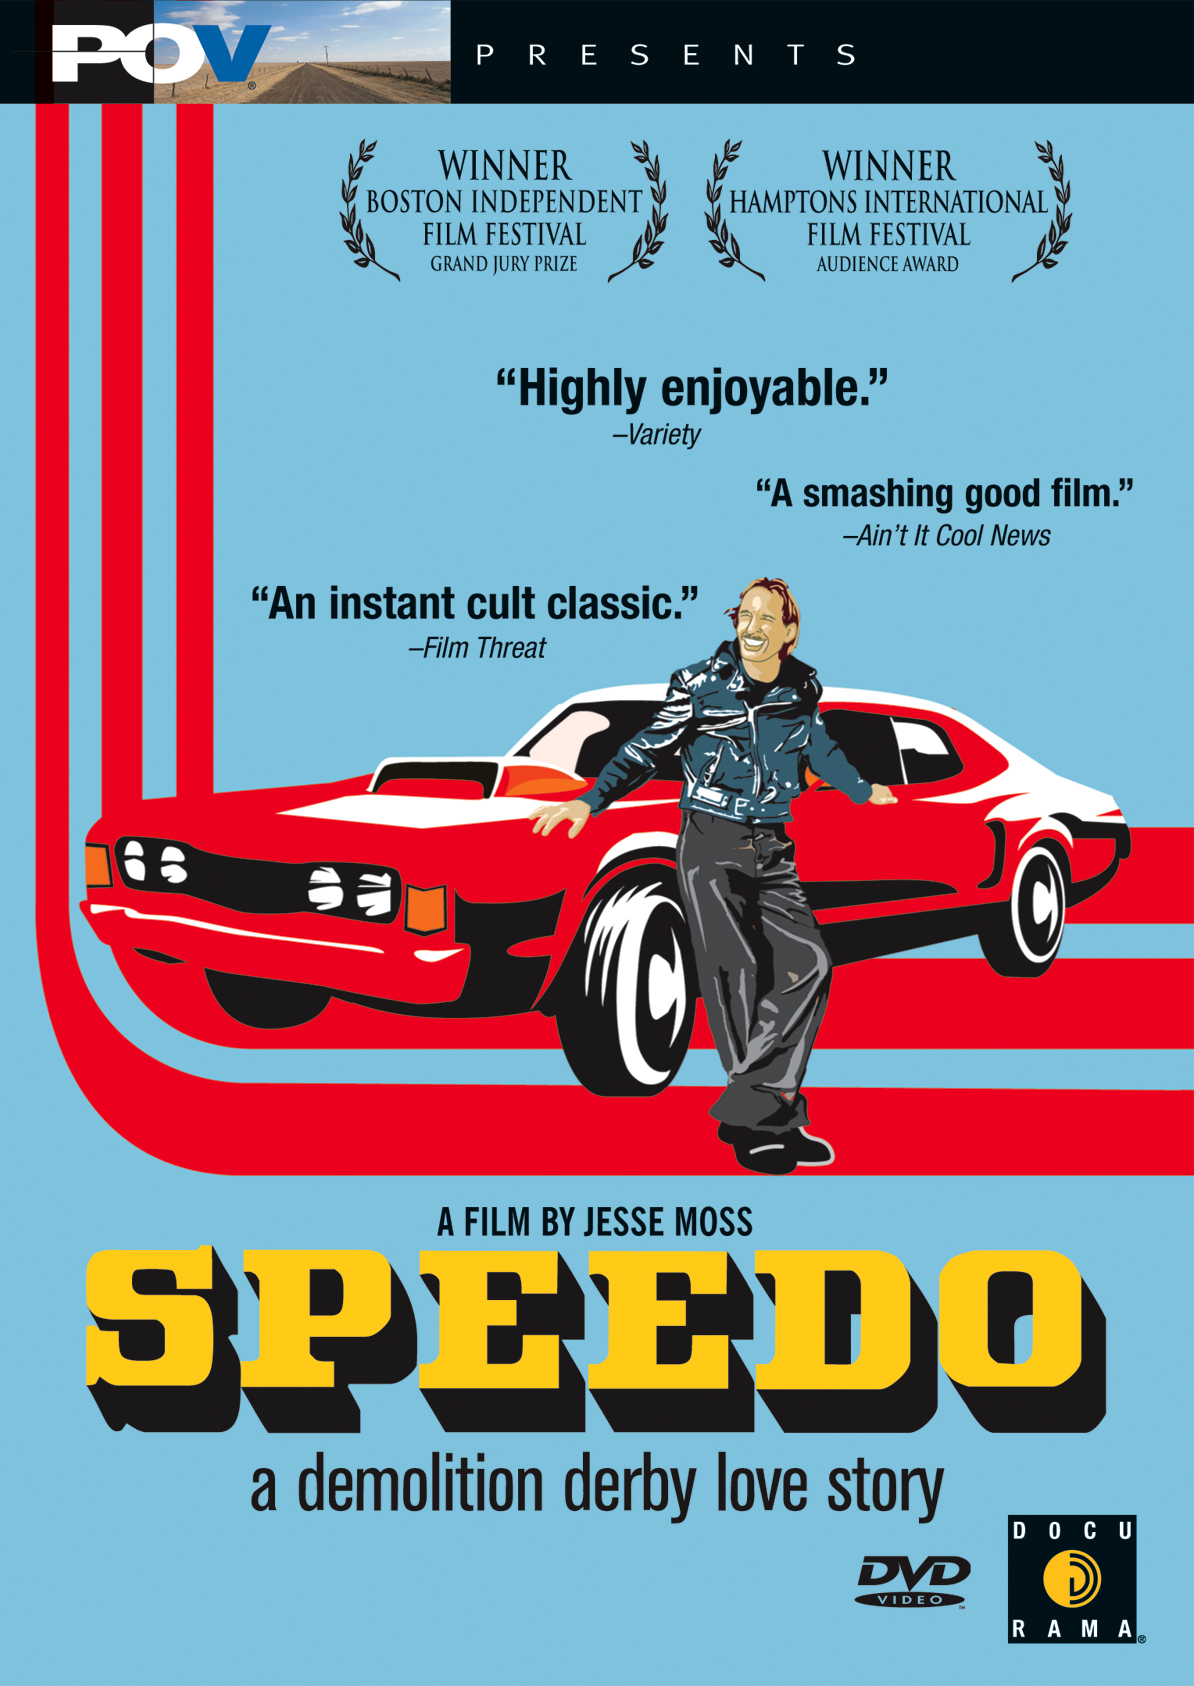 POV®
PRESENTS
WINNER
BOSTON INDEPENDENT
FILM FESTIVAL
GRAND JURY PRIZE
WINNER
HAMPTONS INTERNATIONAL
FILM FESTIVAL
AUDIENCE AWARD
“Highly enjoyable.”
–Variety
“A smashing good film.”
–Ain’t It Cool News
“An instant cult classic.”
–Film Threat
A FILM BY JESSE MOSS
SPEEDO
a demolition derby love story
DVD
VIDEO
DOCU
RAMA®